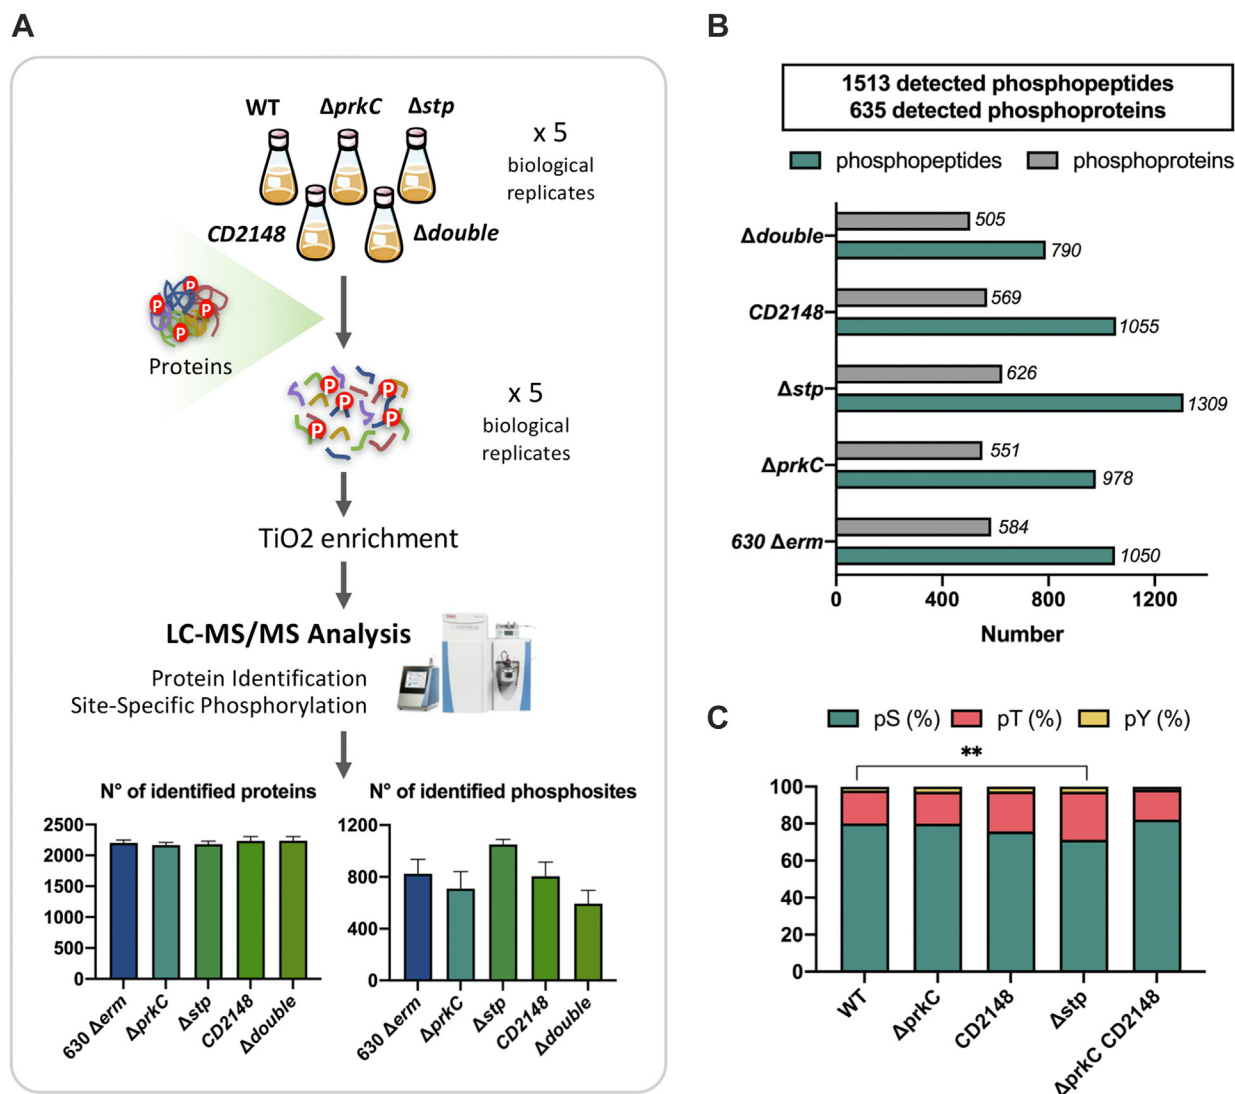 A
WT
ΔprkC
Δstp
x 5
biological
replicates
CD2148
Δdouble
P
P
P
P
Proteins
P
P
P
P
P
x 5
biological
replicates
TiO2 enrichment
LC-MS/MS Analysis
Protein Identification
Site-Specific Phosphorylation
N° of identified proteins
2500
2000
1500
1000
500
0
630 Δerm
ΔprkC
Δstp
CD2148
Δdouble
N° of identified phosphosites
1200
800
400
0
630 Δerm
ΔprkC
Δstp
CD2148
Δdouble
B
1513 detected phosphopeptides
635 detected phosphoproteins
phosphopeptides
phosphoproteins
Δdouble
505
790
CD2148
569
1055
Δstp
626
1309
ΔprkC
551
978
630 Δerm
584
1050
0
400
800
1200
Number
C
pS (%)
pT (%)
pY (%)
**
100
80
60
40
20
0
WT
ΔprkC
CD2148
Δstp
ΔprkC CD2148